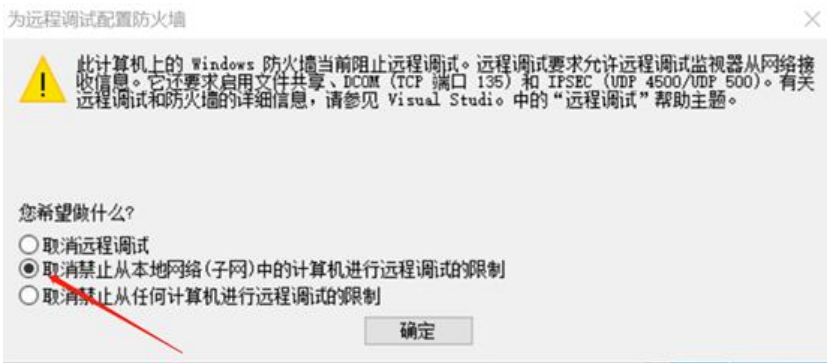 为远程调试配置防火墙
此计算机上的 Windows 防火墙当前阻止远程调试。远程调试要求允许远程调试监视器从网络接
收信息。它还要求启用文件共享、DCOM (TCP 端口 135) 和 IPSEC (UDP 4500/UDP 500)。有关
远程调试和防火墙的详细信息，请参见 Visual Studio 中的“远程调试”帮助主题。
您希望做什么?
取消远程调试
取消禁止从本地网络(子网)中的计算机进行远程调试的限制
取消禁止从任何计算机进行远程调试的限制
确定